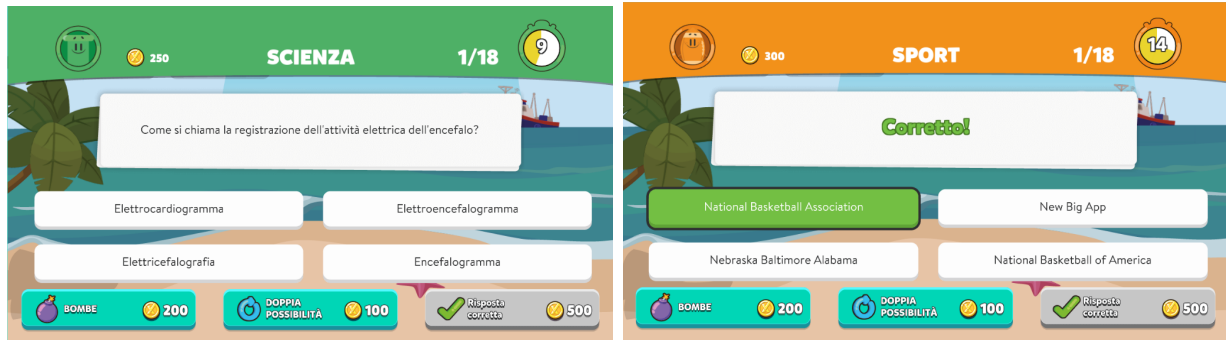 250
SCIENZA
1/18
9
Come si chiama la registrazione dell'attività elettrica dell'encefalo?
Elettrocardiogramma
Elettroencefalogramma
Elettricefalografia
Encefalogramma
BOMBE
200
DOPPIA
POSSIBILITÀ
100
Risposta
corretta
500
300
SPORT
1/18
14
Corretto!
National Basketball Association
New Big App
Nebraska Baltimore Alabama
National Basketball of America
BOMBE
200
DOPPIA
POSSIBILITÀ
100
Risposta
corretta
500